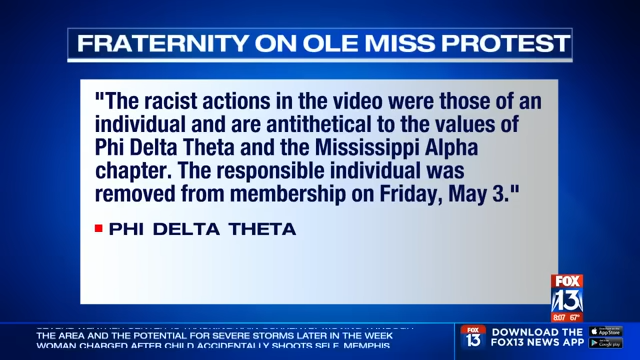 FRATERNITY ON OLE MISS PROTEST
"The racist actions in the video were those of an
individual and are antithetical to the values of
Phi Delta Theta and the Mississippi Alpha
chapter. The responsible individual was
removed from membership on Friday, May 3."
PHI DELTA THETA
FOX
13
8:07 67°
THE AREA AND THE POTENTIAL FOR SEVERE STORMS LATER IN THE WEEK
WOMAN CHARGED AFTER CHILD ACCIDENTALLY SHOOTS SELF, MEMPHIS
FOX
13
DOWNLOAD THE
FOX13 NEWS APP
App Store
Google Play